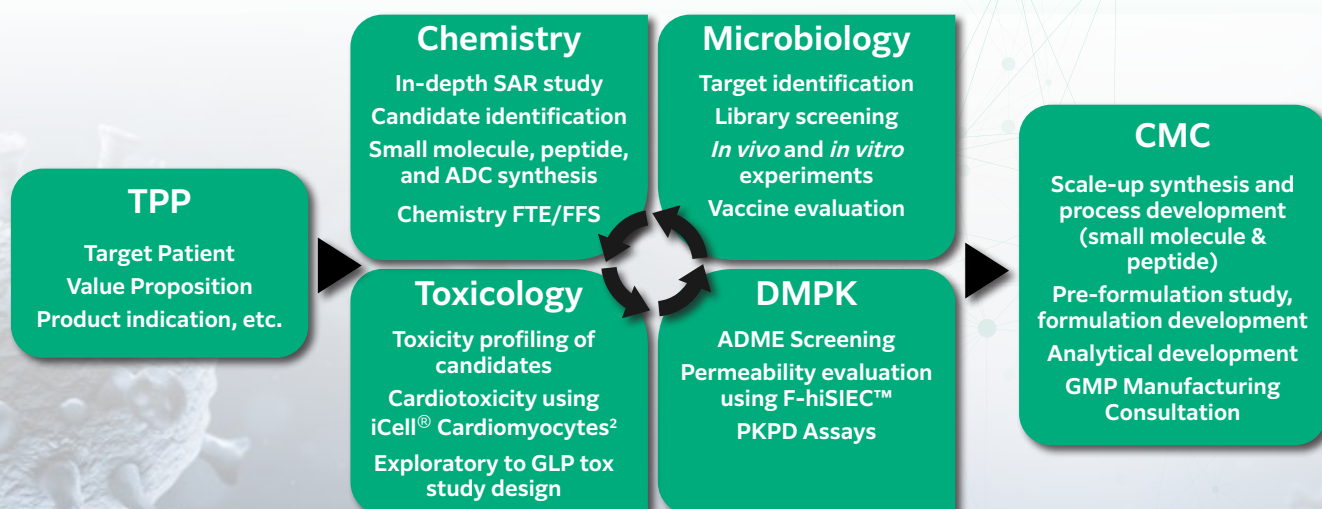 TPP
Target Patient
Value Proposition
Product indication, etc.
Chemistry
In-depth SAR study
Candidate identification
Small molecule, peptide,
and ADC synthesis
Chemistry FTE/FFS
Microbiology
Target identification
Library screening
In vivo and in vitro
experiments
Vaccine evaluation
Toxicology
Toxicity profiling of
candidates
Cardiotoxicity using
iCell® Cardiomyocytes²
Exploratory to GLP tox
study design
DMPK
ADME Screening
Permeability evaluation
using F-hiSIEC™
PKPD Assays
CMC
Scale-up synthesis and
process development
(small molecule &
peptide)
Pre-formulation study,
formulation development
Analytical development
GMP Manufacturing
Consultation